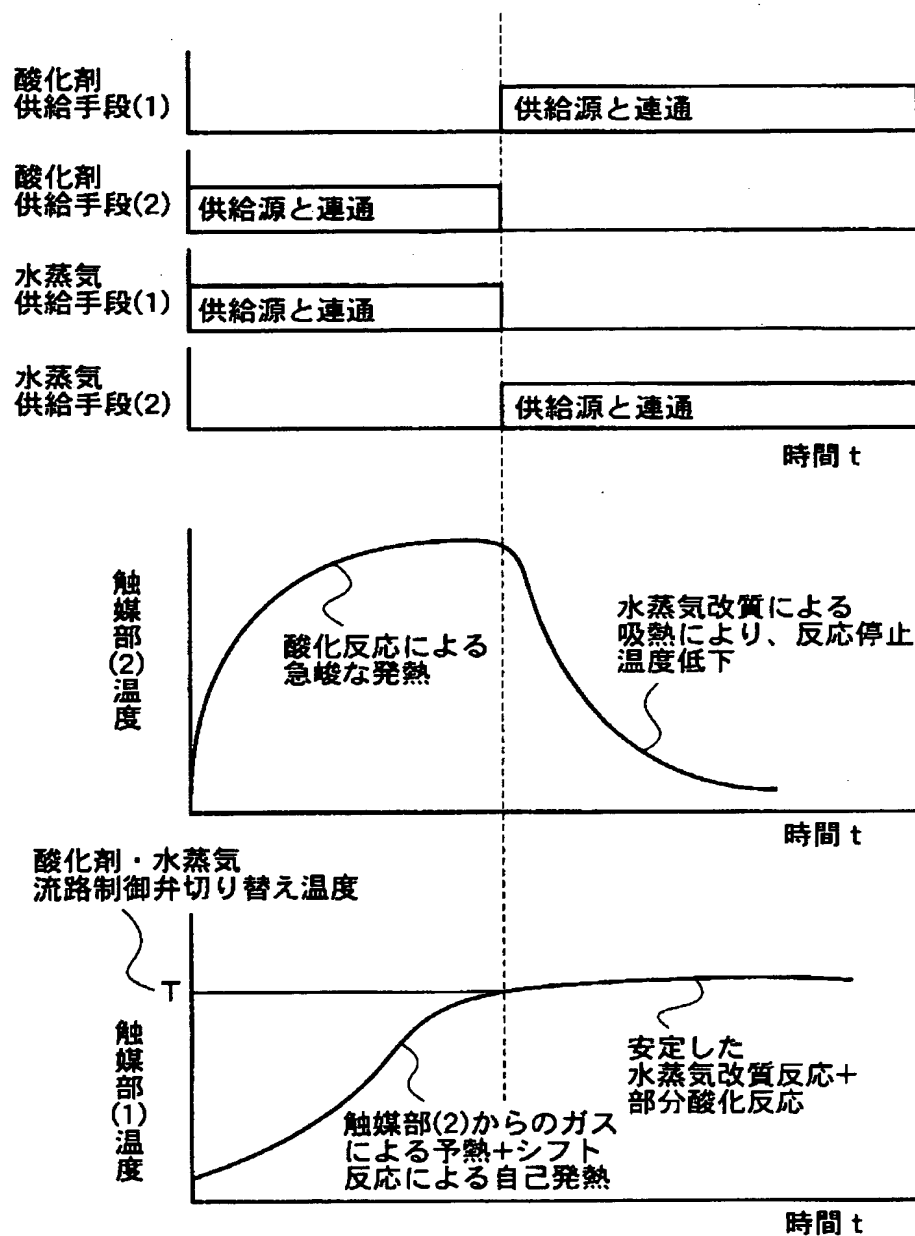 酸化剤
供給手段(1)
供給源と連通
酸化剤
供給手段(2)
供給源と連通
水蒸気
供給手段(1)
供給源と連通
水蒸気
供給手段(2)
供給源と連通
時間 t
触媒部(2)温度
酸化反応による
急峻な発熱
水蒸気改質による
吸熱により、反応停止
温度低下
時間 t
酸化剤・水蒸気
流路制御弁切り替え温度
T
触媒部(1)温度
触媒部(2)からのガス
による予熱+シフト
反応による自己発熱
安定した
水蒸気改質反応+
部分酸化反応
時間 t